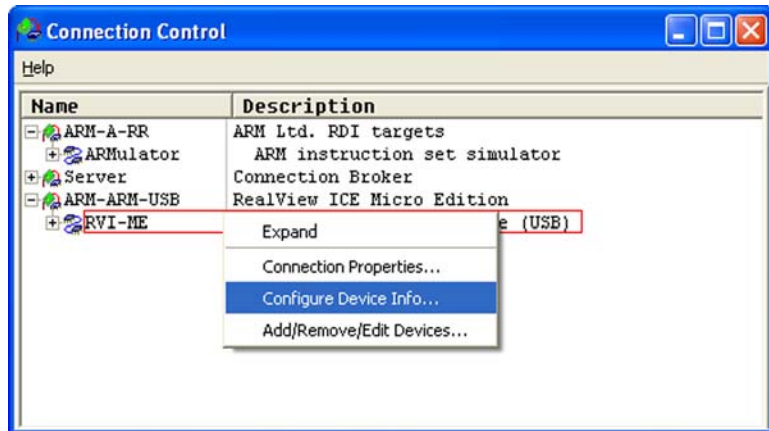 Connection Control
Help
Name Description
ARM-A-RR ARM Ltd. RDI targets
ARMulator ARM instruction set simulator
Server Connection Broker
ARM-ARM-USB RealView ICE Micro Edition
RVI-ME e (USB)
Expand
Connection Properties...
Configure Device Info...
Add/Remove/Edit Devices...